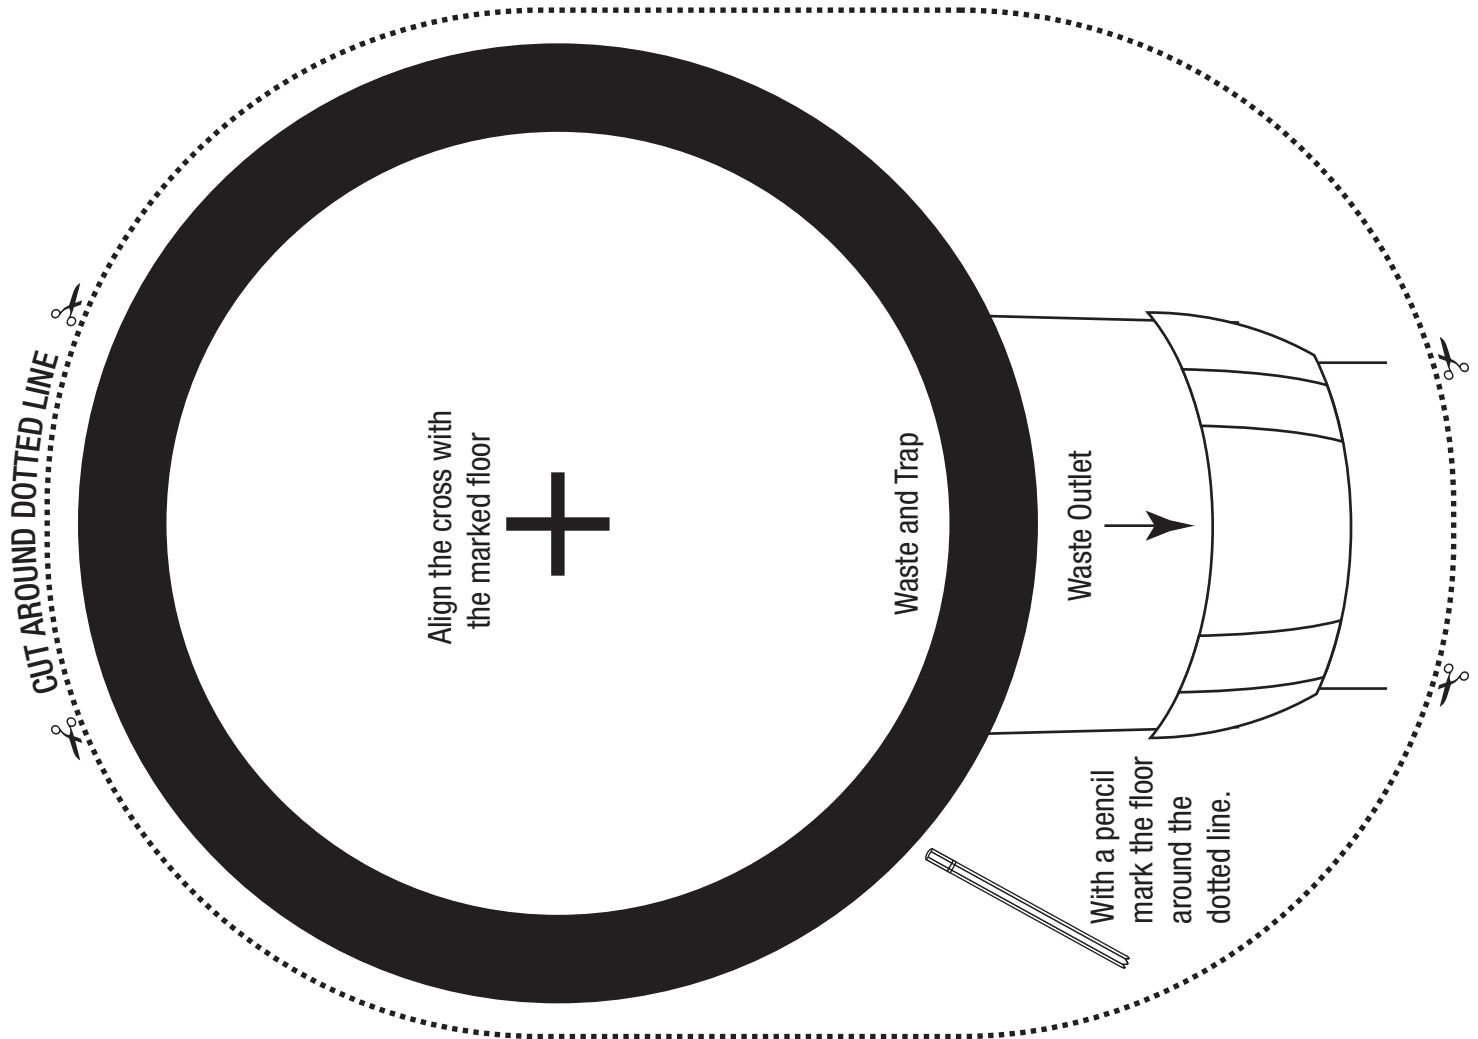 CUT AROUND DOTTED LINE
Align the cross with
the marked floor
Waste and Trap
Waste Outlet
With a pencil
mark the floor
around the
dotted line.